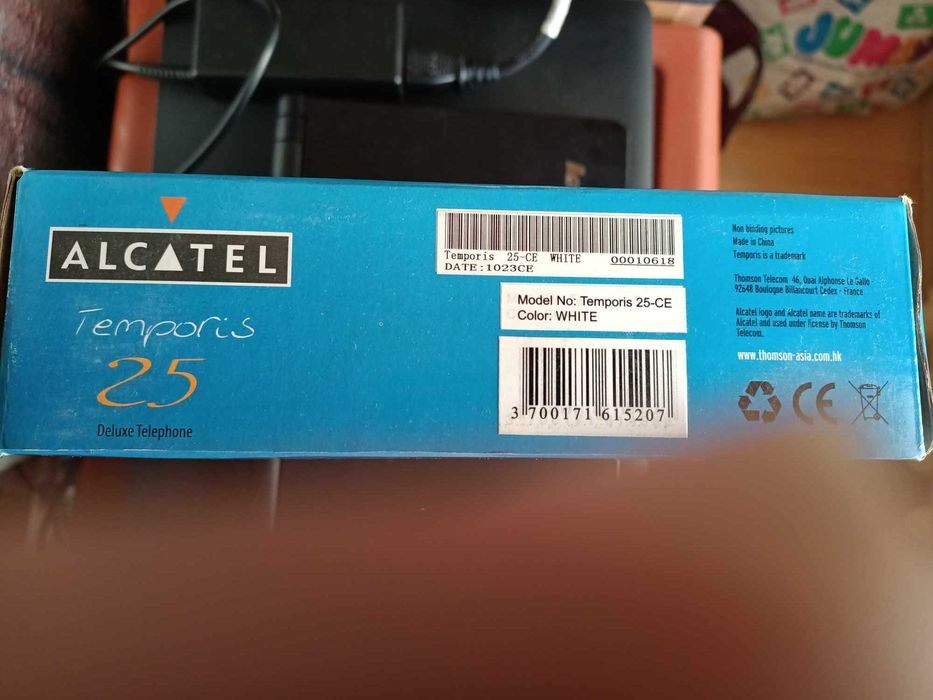 ALCATEL
Temporis
25
Deluxe Telephone
Temporis 25-CE WHITE 00010618
DATE:1023CE
Model No: Temporis 25-CE
Color: WHITE
3 700171 615207
Non binding pictures
Made in China
Temporis is a trademark
Thomson Telecom 46, Quai Alphonse Le Gallo -
92648 Boulogne Billancourt Cedex - France
Alcatel logo and Alcatel name are trademarks of
Alcatel and used under license by Thomson
Telecom.
www.thomson-asia.com.hk
CE
JUM